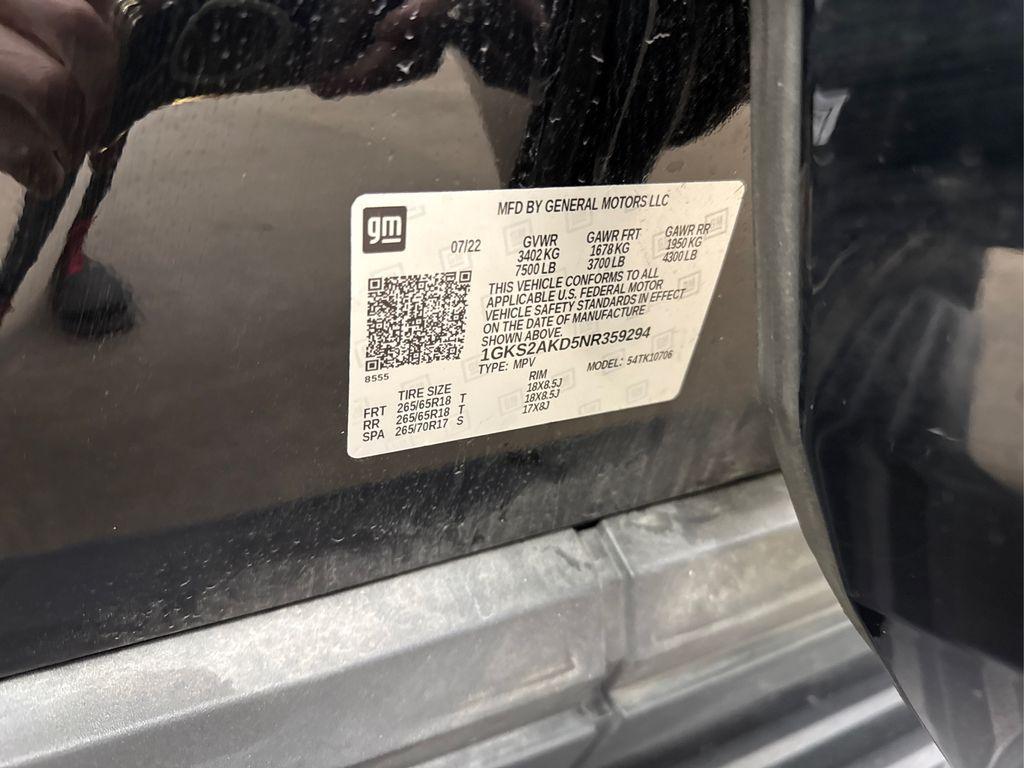 gm
MFD BY GENERAL MOTORS LLC
07/22
GVWR
3402 KG
7500 LB
GAWR FRT
1678 KG
3700 LB
GAWR RR
1950 KG
4300 LB
THIS VEHICLE CONFORMS TO ALL
APPLICABLE U.S. FEDERAL MOTOR
VEHICLE SAFETY STANDARDS IN EFFECT
ON THE DATE OF MANUFACTURE
SHOWN ABOVE
1GKS2AKD5NR359294
TYPE: MPV MODEL: 54TK10706
8555
TIRE SIZE RIM
FRT 265/65R18 T 18X8.5J
RR 265/65R18 T 18X8.5J
SPA 265/70R17 S 17X8J